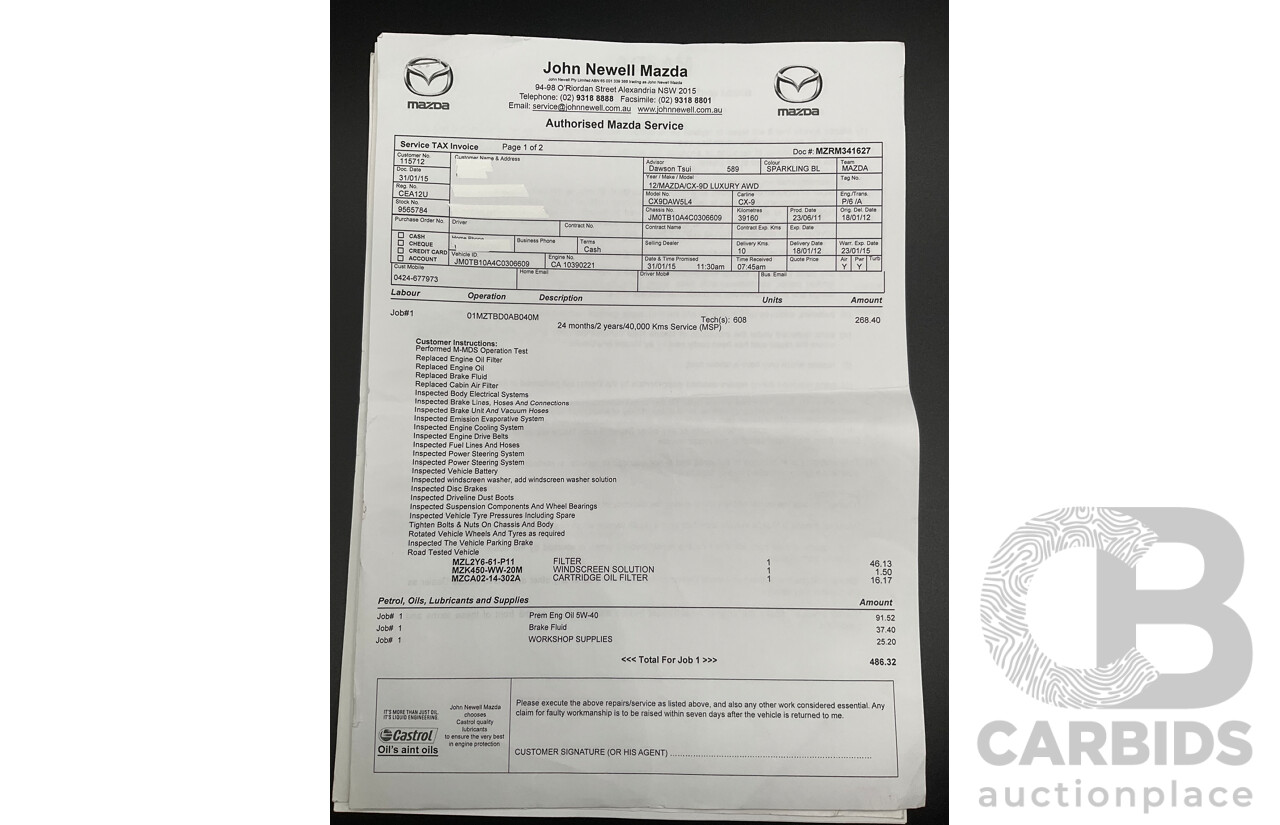 John Newell Mazda
John Newell Pty Limited ABN 65 001 326 366 trading as John Newell Mazda
94-98 O'Riordan Street Alexandria NSW 2015
Telephone: (02) 9318 8888 Facsimile: (02) 9318 8801
Email: service@johnnewell.com.au www.johnnewell.com.au
mazda
mazda
Authorised Mazda Service
Service TAX Invoice Page 1 of 2 Doc #: MZRM341627
Customer No.
115712
Doc. Date
31/01/15
Reg. No.
CEA12U
Stock No.
9565784
Purchase Order No.
Customer Name & Address
Advisor
Dawson Tsui 589
Colour
SPARKLING BL
Team
MAZDA
Year / Make / Model
12/MAZDA/CX-9D LUXURY AWD
Tag No.
Model No.
CX9DAW5L4
Carline
CX-9
Eng./Trans.
P/6 /A
Chassis No.
JM0TB10A4C0306609
Kilometres
39160
Prod. Date
23/06/11
Orig. Del. Date
18/01/12
Driver
Contract No.
Contract Name
Contract Exp. Kms
Exp. Date
CASH
CHEQUE
CREDIT CARD
ACCOUNT
Business Phone
Terms
Cash
Selling Dealer
Delivery Kms.
10
Delivery Date
18/01/12
Warr. Exp. Date
23/01/15
Vehicle ID.
JM0TB10A4C0306609
Engine No.
CA 10390221
Date & Time Promised
31/01/15 11:30am
Time Received
07:45am
Quote Price
Air
Y
Pwr
Y
Turb
Cust Mobile
0424-677973
Home Email
Driver Mob#
Bus. Email
Labour Operation Description Units Amount
Job#1 01MZTBD0AB040M Tech(s): 608 268.40
24 months/2 years/40,000 Kms Service (MSP)
Customer Instructions:
Performed M-MDS Operation Test
Replaced Engine Oil Filter
Replaced Engine Oil
Replaced Brake Fluid
Replaced Cabin Air Filter
Inspected Body Electrical Systems
Inspected Brake Lines, Hoses And Connections
Inspected Brake Unit And Vacuum Hoses
Inspected Emission Evaporative System
Inspected Engine Cooling System
Inspected Engine Drive Belts
Inspected Fuel Lines And Hoses
Inspected Power Steering System
Inspected Power Steering System
Inspected Vehicle Battery
Inspected windscreen washer, add windscreen washer solution
Inspected Disc Brakes
Inspected Driveline Dust Boots
Inspected Suspension Components And Wheel Bearings
Inspected Vehicle Tyre Pressures Including Spare
Tighten Bolts & Nuts On Chassis And Body
Rotated Vehicle Wheels And Tyres as required
Inspected The Vehicle Parking Brake
Road Tested Vehicle
MZL2Y6-61-P11 FILTER 1 46.13
MZK450-WW-20M WINDSCREEN SOLUTION 1 1.50
MZCA02-14-302A CARTRIDGE OIL FILTER 1 16.17
Petrol, Oils, Lubricants and Supplies Amount
Job# 1 Prem Eng Oil 5W-40 91.52
Job# 1 Brake Fluid 37.40
Job# 1 WORKSHOP SUPPLIES 25.20
<<< Total For Job 1 >>> 486.32
IT'S MORE THAN JUST OIL.
IT'S LIQUID ENGINEERING.
Castrol
Oil's aint oils
John Newell Mazda
chooses
Castrol quality
lubricants
to ensure the very best
in engine protection
Please execute the above repairs/service as listed above, and also any other work considered essential. Any
claim for faulty workmanship is to be raised within seven days after the vehicle is returned to me.
CUSTOMER SIGNATURE (OR HIS AGENT)
CB
CARBIDS
auctionplace